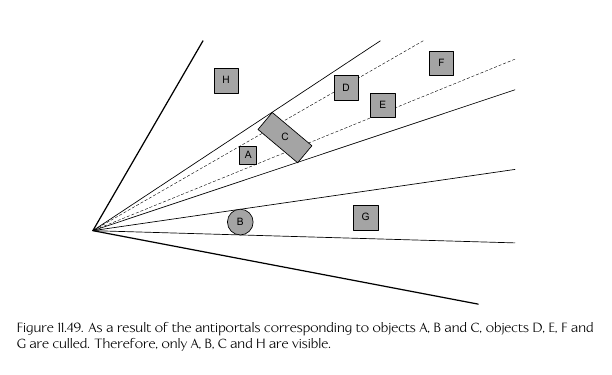 H
F
D
E
C
A
B
G
Figure 11.49. As a result of the antiportals corresponding to objects A, B and C, objects D, E, F and
G are culled. Therefore, only A, B, C and H are visible.